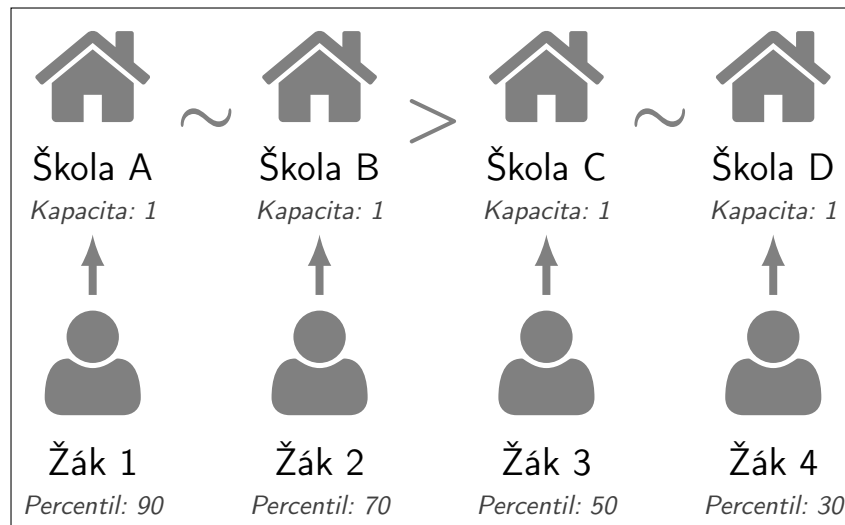 ~ > ~
Škola A Škola B Škola C Škola D
Kapacita: 1 Kapacita: 1 Kapacita: 1 Kapacita: 1
Žák 1 Žák 2 Žák 3 Žák 4
Percentil: 90 Percentil: 70 Percentil: 50 Percentil: 30